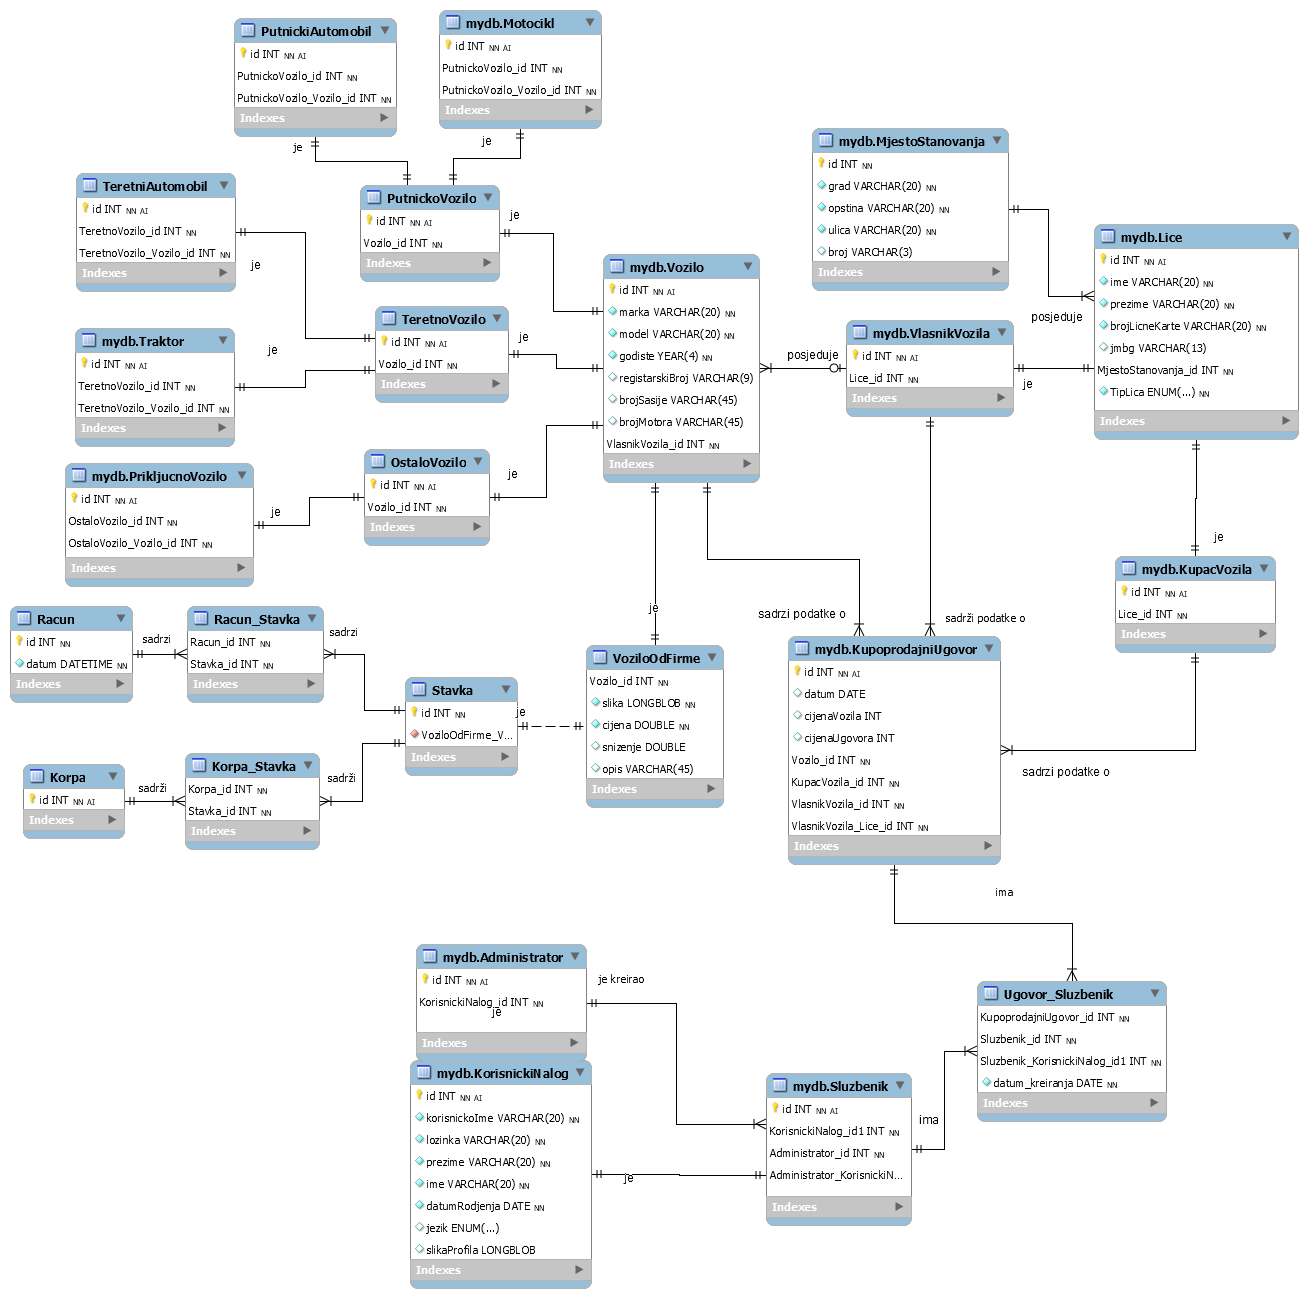 PutnickiAutomobil
id INT NN AI
PutnickoVozilo_id INT NN
PutnickoVozilo_Vozilo_id INT NN
Indexes
mydb.Motocikl
id INT NN AI
PutnickoVozilo_id INT NN
PutnickoVozilo_Vozilo_id INT NN
Indexes
je
je
TeretniAutomobil
id INT NN AI
TeretnoVozilo_id INT NN
TeretnoVozilo_Vozilo_id INT NN
Indexes
je
PutnickoVozilo
id INT NN AI
Vozilo_id INT NN
Indexes
je
mydb.MjestoStanovanja
id INT NN
grad VARCHAR(20) NN
opstina VARCHAR(20) NN
ulica VARCHAR(20) NN
broj VARCHAR(3)
Indexes
posjeduje
mydb.Lice
id INT NN AI
ime VARCHAR(20) NN
prezime VARCHAR(20) NN
brojLicneKarte VARCHAR(20) NN
jmbg VARCHAR(13)
MjestoStanovanja_id INT NN
TipLica ENUM(...) NN
Indexes
mydb.Vozilo
id INT NN AI
marka VARCHAR(20) NN
model VARCHAR(20) NN
godiste YEAR(4) NN
registarskiBroj VARCHAR(9)
brojSasije VARCHAR(45)
brojMotora VARCHAR(45)
VlasnikVozila_id INT NN
Indexes
posjeduje
mydb.VlasnikVozila
id INT NN AI
Lice_id INT NN
Indexes
je
mydb.Traktor
id INT NN AI
TeretnoVozilo_id INT NN
TeretnoVozilo_Vozilo_id INT NN
Indexes
je
TeretnoVozilo
id INT NN AI
Vozilo_id INT NN
Indexes
je
mydb.PrikljucnoVozilo
id INT NN AI
OstaloVozilo_id INT NN
OstaloVozilo_Vozilo_id INT NN
Indexes
je
OstaloVozilo
id INT NN AI
Vozilo_id INT NN
Indexes
je
je
mydb.KupacVozila
id INT NN AI
Lice_id INT NN
Indexes
Racun
id INT NN
datum DATETIME NN
Indexes
sadrzi
Racun_Stavka
Racun_id INT NN
Stavka_id INT NN
Indexes
sadrzi
Stavka
id INT NN
VoziloOdFirme_V...
Indexes
je
je
VoziloOdFirme
Vozilo_id INT NN
slika LONGBLOB NN
cijena DOUBLE NN
snizenje DOUBLE
opis VARCHAR(45)
Indexes
sadrzi podatke o
sadrži podatke o
mydb.KupoprodajniUgovor
id INT NN AI
datum DATE
cijenaVozila INT
cijenaUgovora INT
Vozilo_id INT NN
KupacVozila_id INT NN
VlasnikVozila_id INT NN
VlasnikVozila_Lice_id INT NN
Indexes
sadrzi podatke o
Korpa
id INT NN AI
Indexes
sadrži
Korpa_Stavka
Korpa_id INT NN
Stavka_id INT NN
Indexes
sadrži
ima
mydb.Administrator
id INT NN AI
KorisnickiNalog_id INT NN
je
Indexes
je kreirao
mydb.KorisnickiNalog
id INT NN AI
korisnickoIme VARCHAR(20) NN
lozinka VARCHAR(20) NN
prezime VARCHAR(20) NN
ime VARCHAR(20) NN
datumRodjenja DATE NN
jezik ENUM(...)
slikaProfila LONGBLOB
Indexes
je
mydb.Sluzbenik
id INT NN AI
KorisnickiNalog_id1 INT NN
Administrator_id INT NN
Administrator_KorisnickiN...
Indexes
ima
Ugovor_Sluzbenik
KupoprodajniUgovor_id INT NN
Sluzbenik_id INT NN
Sluzbenik_KorisnickiNalog_id1 INT NN
datum_kreiranja DATE NN
Indexes